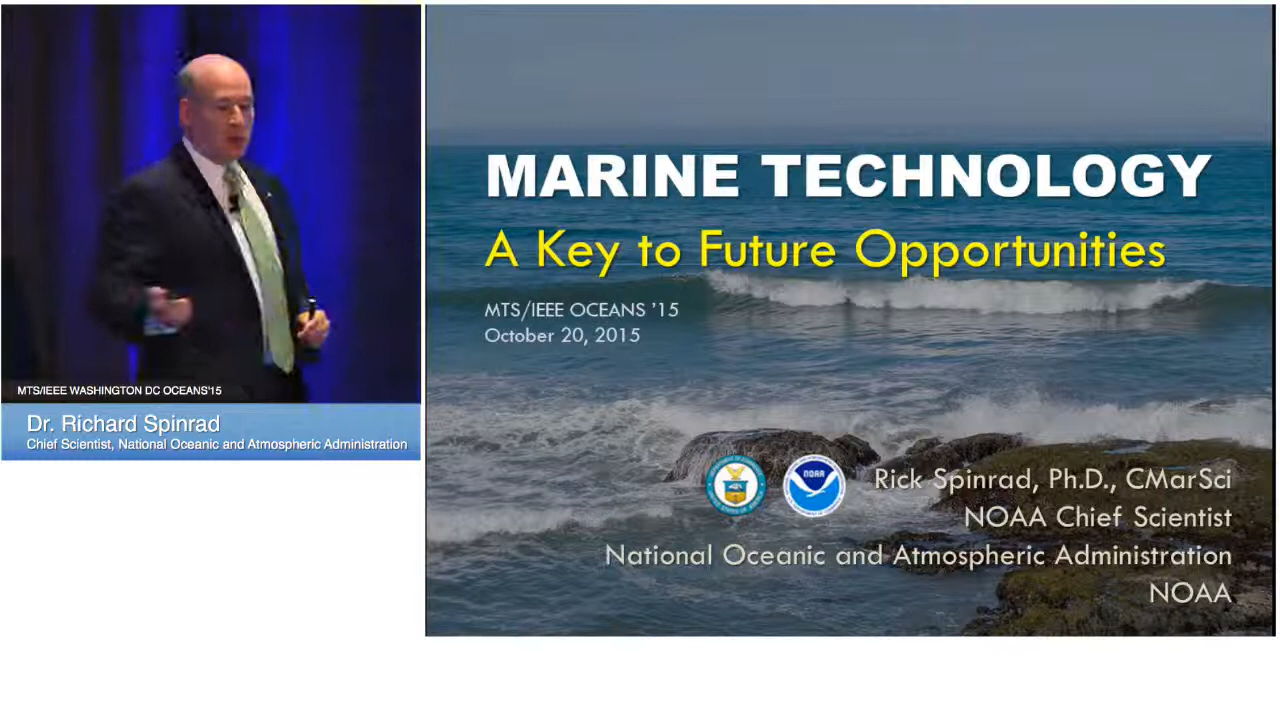 MTS/IEEE WASHINGTON DC OCEANS'15
Dr. Richard Spinrad
Chief Scientist, National Oceanic and Atmospheric Administration
MARINE TECHNOLOGY
A Key to Future Opportunities
MTS/IEEE OCEANS ’15
October 20, 2015
NOAA
Rick Spinrad, Ph.D., CMarSci
NOAA Chief Scientist
National Oceanic and Atmospheric Administration
NOAA